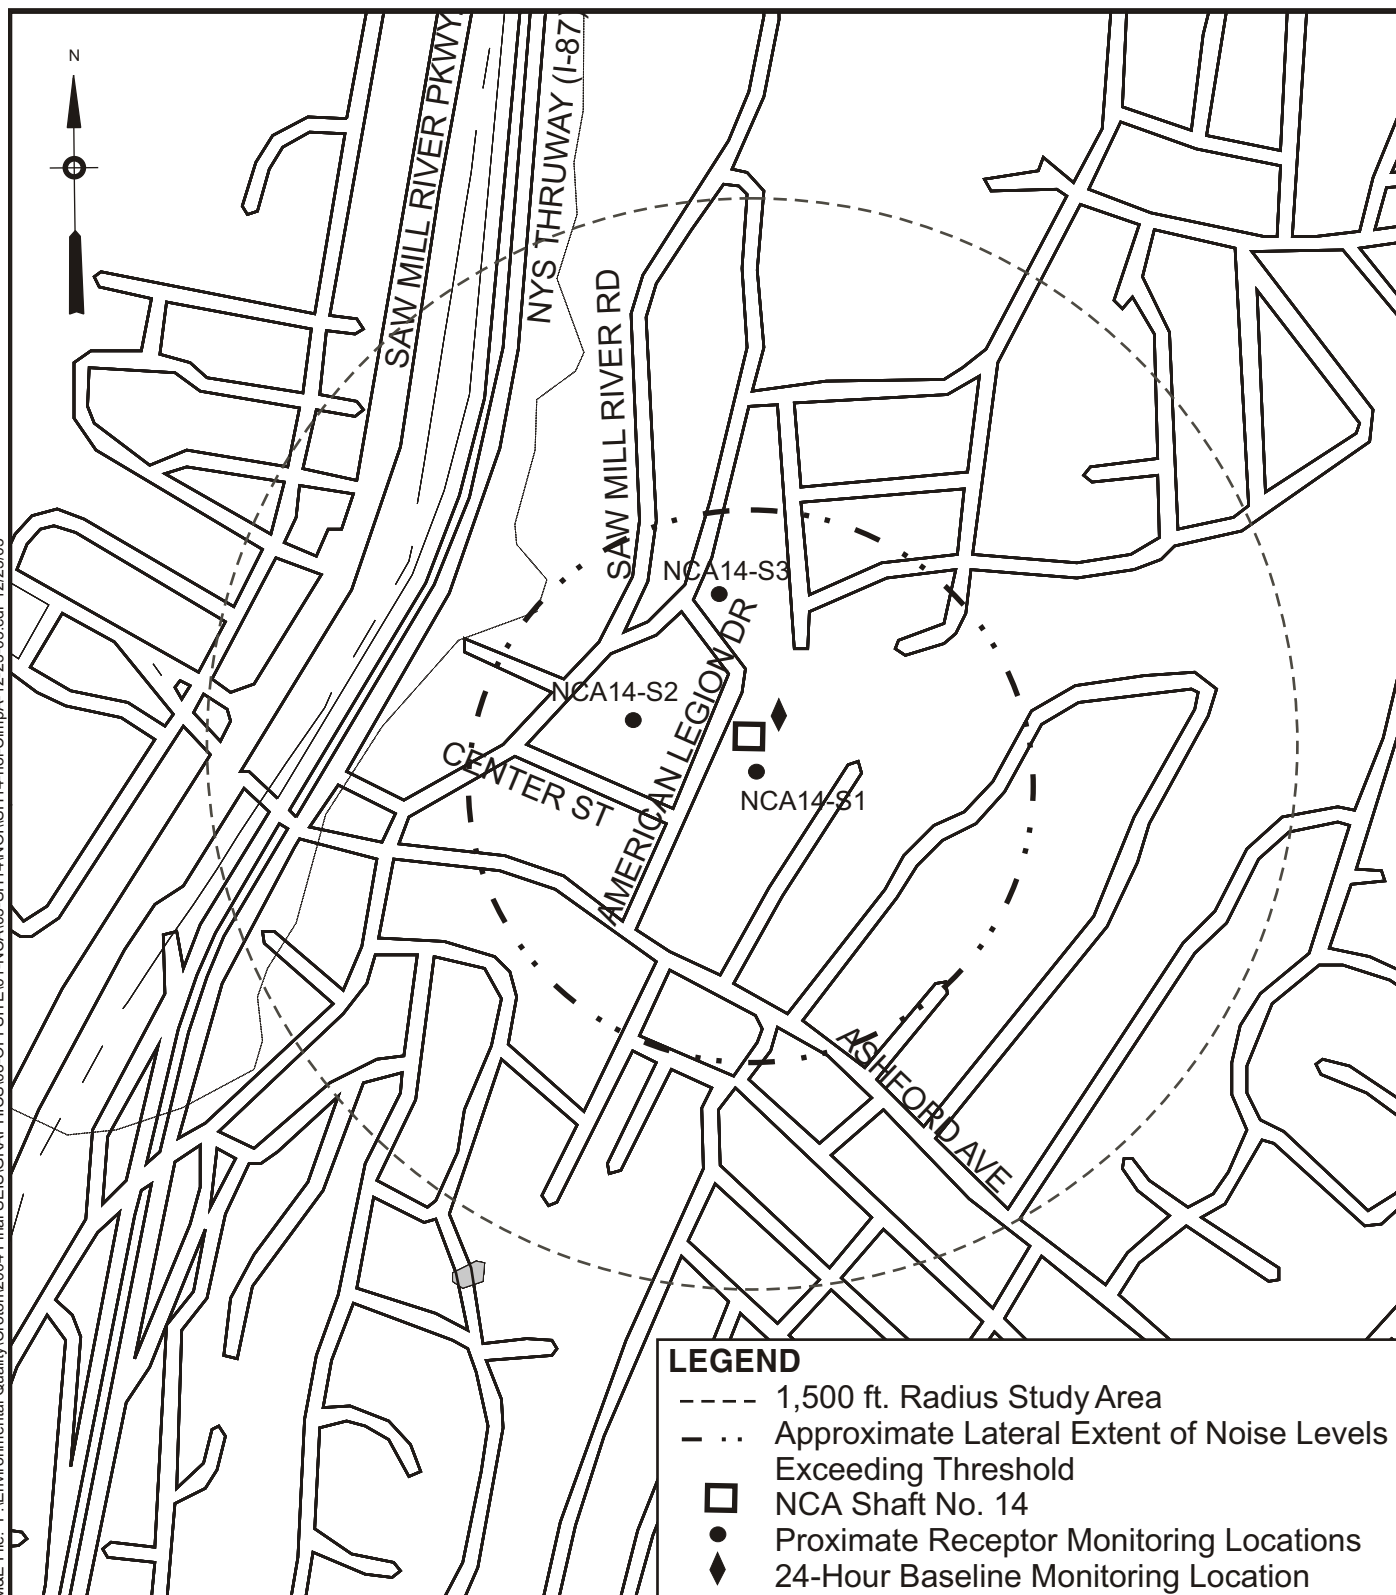 N
SAW MILL RIVER PKWY
NYS THRUWAY (I-87
SAW MILL RIVER RD
NCA14-S3
NCA14-S2
AMERICAN LEGION DR
CENTER ST
NCA14-S1
ASHFORD AVE
LEGEND
1,500 ft. Radius Study Area
Approximate Lateral Extent of Noise Levels
Exceeding Threshold
NCA Shaft No. 14
Proximate Receptor Monitoring Locations
24-Hour Baseline Monitoring Location